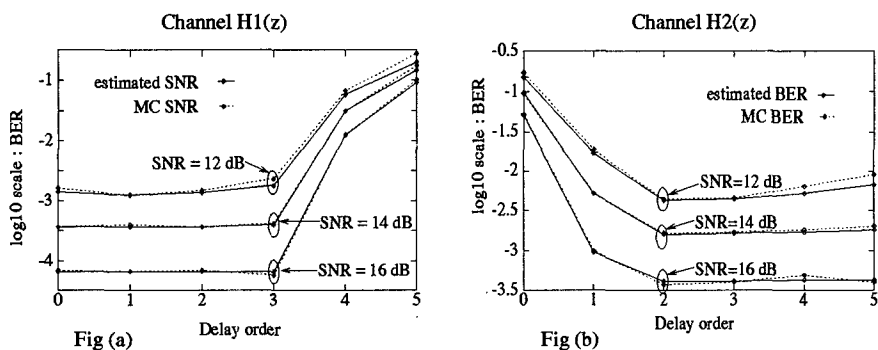 Channel H1(z)
log10 scale : BER
-1
-2
-3
-4
estimated SNR
MC SNR
SNR = 12 dB
SNR = 14 dB
SNR = 16 dB
0 1 2 3 4 5
Delay order
Fig (a)
Channel H2(z)
log10 scale : BER
-0.5
-1
-1.5
-2
-2.5
-3
-3.5
estimated BER
MC BER
SNR=12 dB
SNR=14 dB
SNR=16 dB
0 1 2 3 4 5
Delay order
Fig (b)